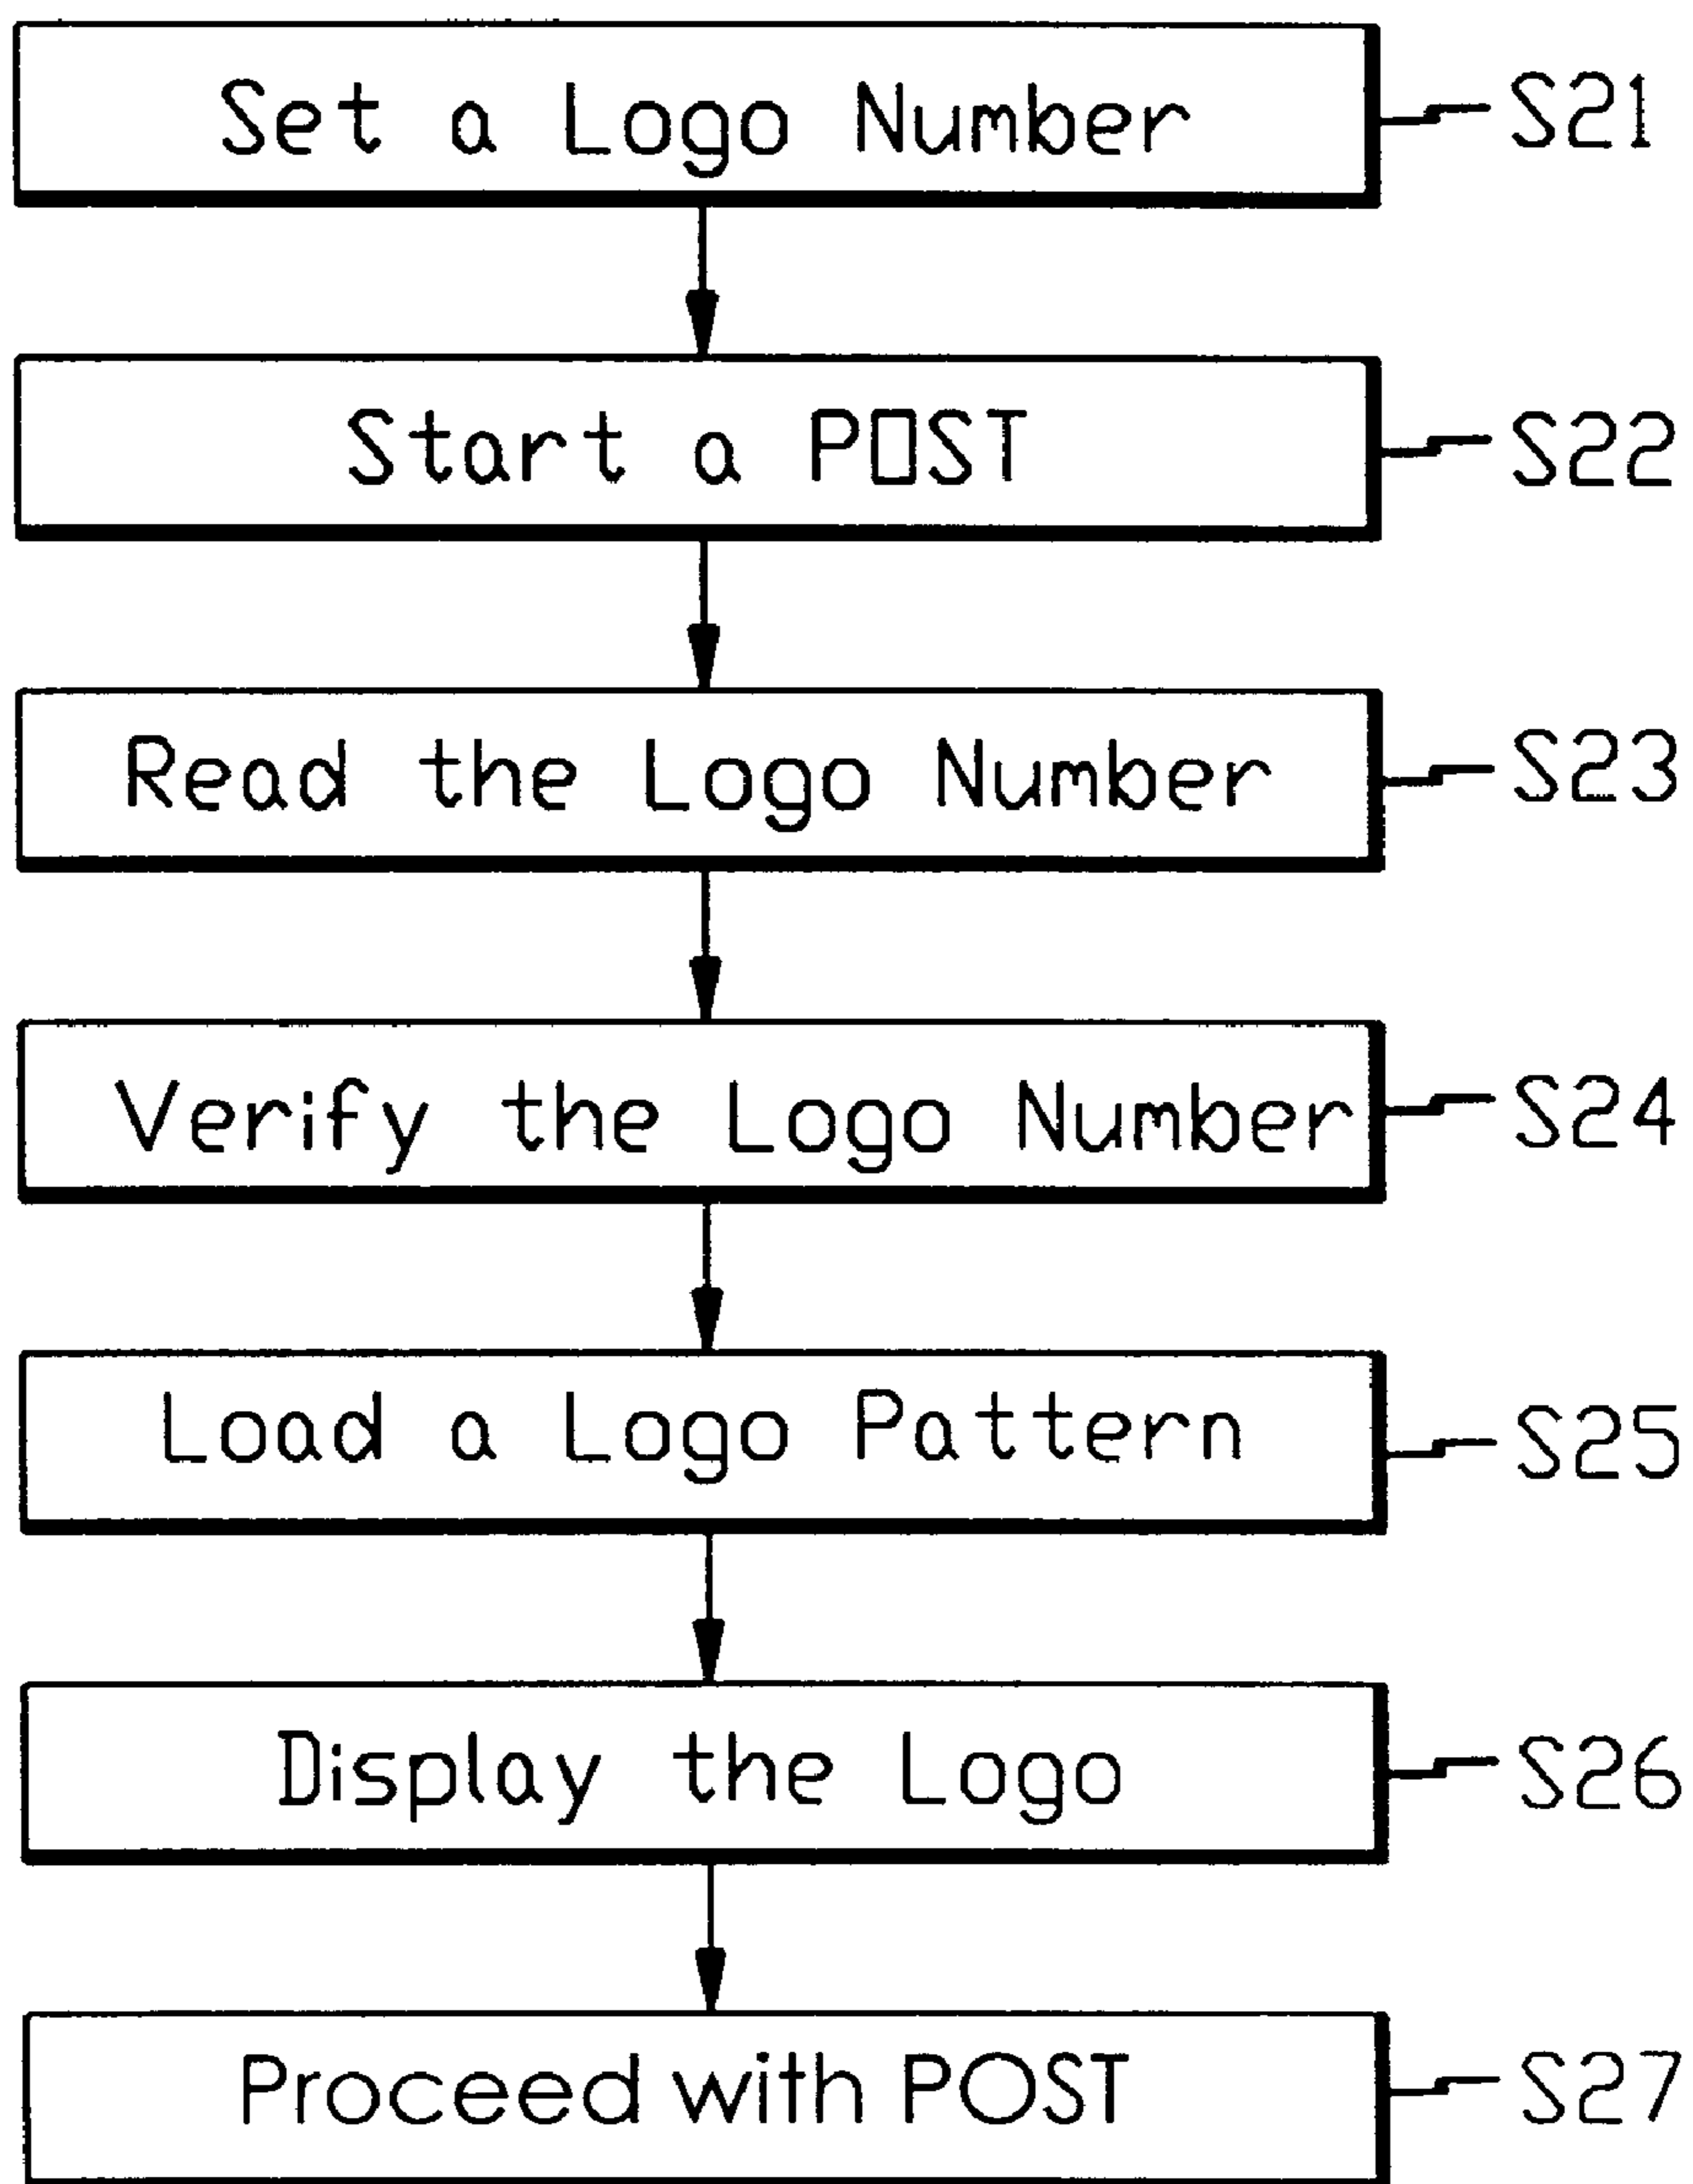 Set a Logo Number S21
Start a POST S22
Read the Logo Number S23
Verify the Logo Number S24
Load a Logo Pattern S25
Display the Logo S26
Proceed with POST S27